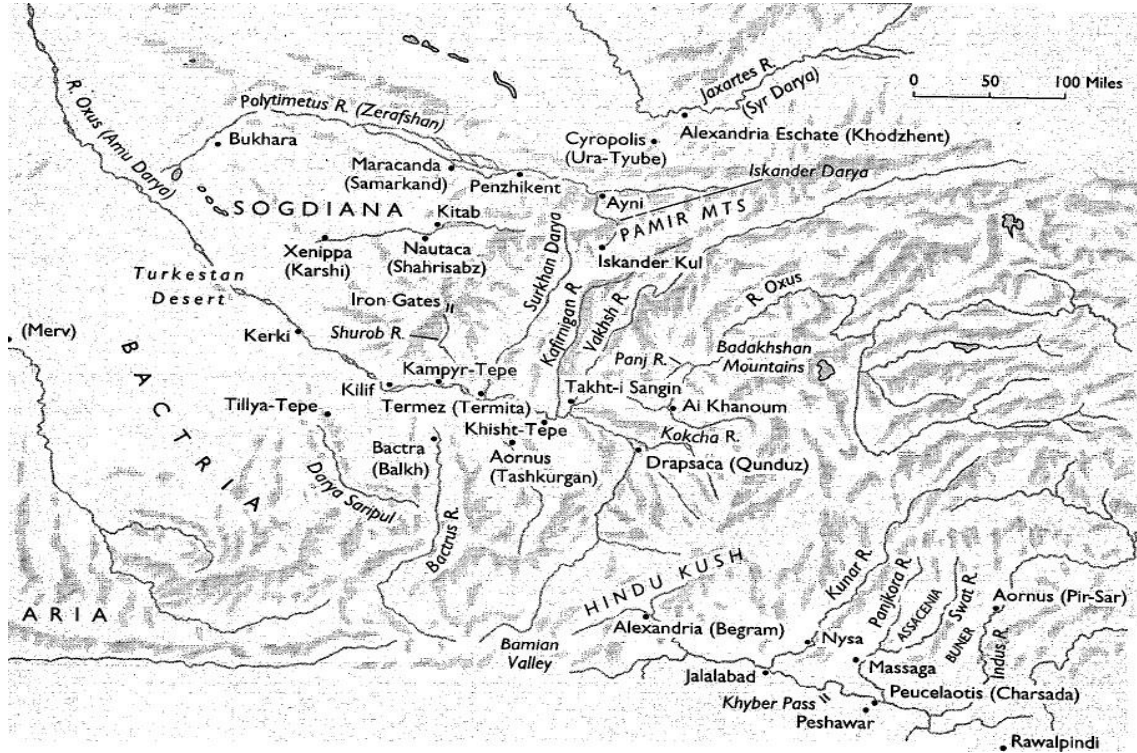 R. Oxus (Amu Darya)
Polytimetus R. (Zerafshan)
Bukhara
Jaxartes R.
(Syr Darya)
0 50 100 Miles
Cyropolis
(Ura-Tyube)
Alexandria Eschate (Khodzhent)
Maracanda
(Samarkand)
Penzhikent
Iskander Darya
Ayni
SOGDIANA
Kitab
PAMIR MTS
Xenippa
(Karshi)
Nautaca
(Shahrisabz)
Surkhan Darya
Iskander Kul
Turkestan
Desert
Iron Gates
R. Oxus
Kafirnigan R.
Vakhsh R.
(Merv)
Kerki
Shurob R.
Panj R.
Badakhshan
Mountains
BACTRIA
Kampyr-Tepe
Kilif
Takht-i Sangin
Tillya-Tepe
Termez (Termita)
Ai Khanoum
Khisht-Tepe
Kokcha R.
Bactra
(Balkh)
Aornus
(Tashkurgan)
Drapsaca (Qunduz)
Darya Saripul
Bactrus R.
HINDU KUSH
Kunar R.
Panjkora R.
ASSACENIA
Swat R.
BUNER
Indus R.
Aornus (Pir-Sar)
ARIA
Alexandria (Begram)
Nysa
Bamian
Valley
Massaga
Jalalabad
Peucelaotis (Charsada)
Khyber Pass
Peshawar
Rawalpindi